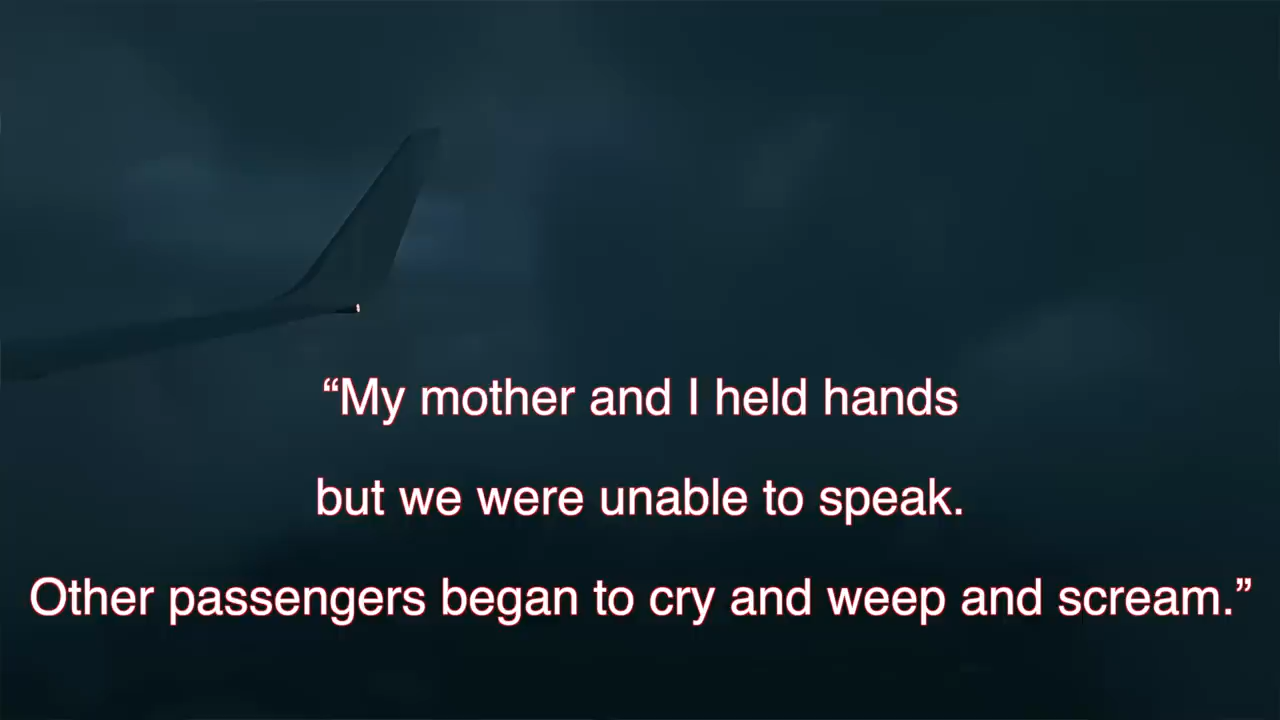 “My mother and I held hands
but we were unable to speak.
Other passengers began to cry and weep and scream.”